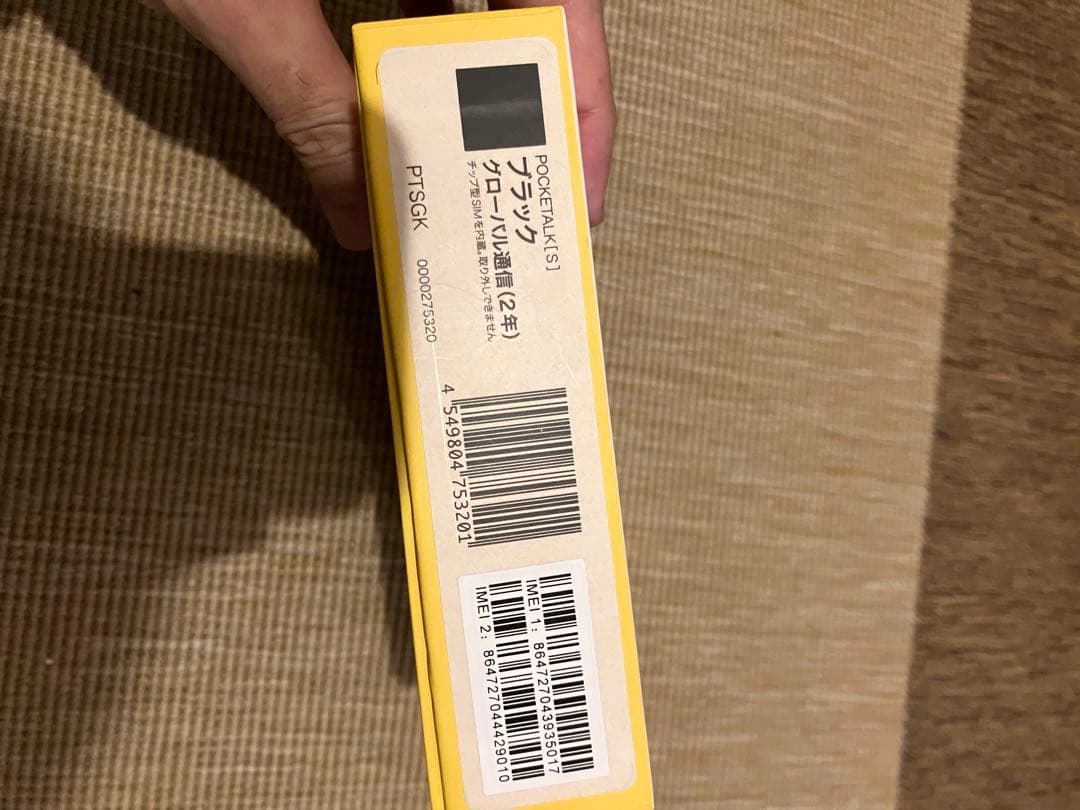 POCKETALK[S]
ブラック
グローバル通信(2年)
チップ型SIMを内蔵。取り外しできません
PTSGK 0000275320
4 549804 753201
IMEI 1: 864727043935017
IMEI 2: 864727044429010